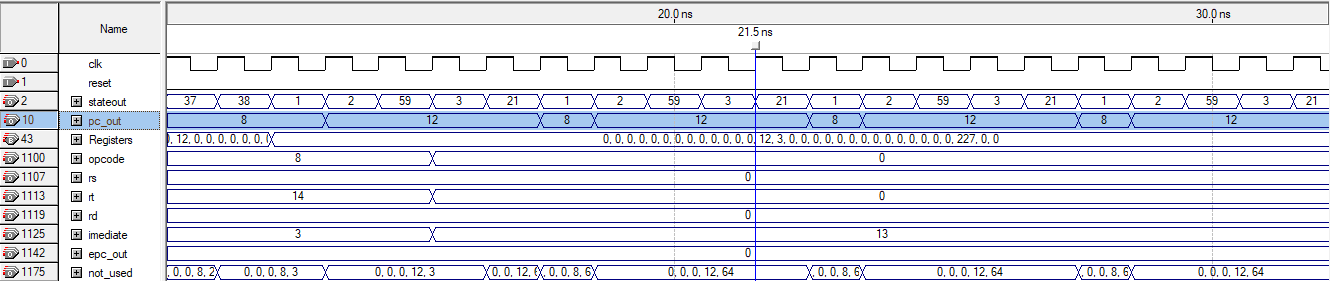 Name
20.0 ns 30.0 ns
21.5 ns
0 clk
1 reset
2 stateout 37 38 1 2 59 3 21 1 2 59 3 21 1 2 59 3 21 1 2 59 3 21
10 pc_out 8 12 8 12 8 12 8 12
43 Registers 0, 12, 0, 0, 0, 0, 0, 0, 0, 0, 0, 0, 0, 0, 0, 0, 0, 0, 0, 0, 0, 0, 12, 3, 0, 0, 0, 0, 0, 0, 0, 0, 0, 0, 0, 0, 0, 227, 0, 0
1100 opcode 8 0
1107 rs 0
1113 rt 14 0
1119 rd 0
1125 imediate 3 13
1142 epc_out 0
1175 not_used , 0, 0, 8, 2 0, 0, 0, 8, 3 0, 0, 0, 12, 3 0, 0, 12, 6 0, 0, 8, 6 0, 0, 0, 12, 64 0, 0, 8, 6 0, 0, 0, 12, 64 0, 0, 8, 6 0, 0, 0, 12, 64